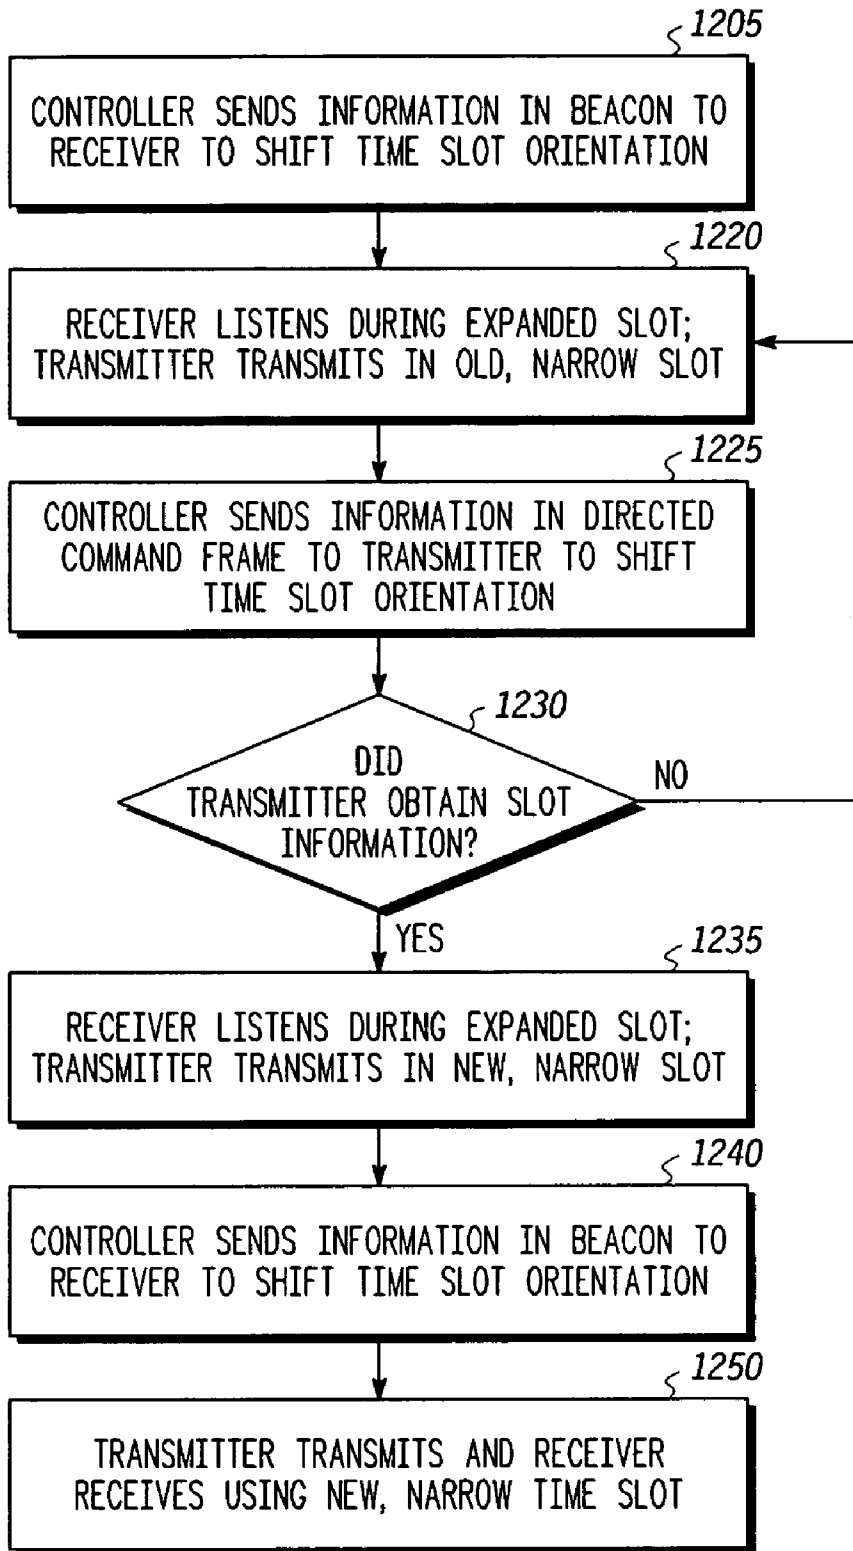 1205
CONTROLLER SENDS INFORMATION IN BEACON TO
RECEIVER TO SHIFT TIME SLOT ORIENTATION
1220
RECEIVER LISTENS DURING EXPANDED SLOT;
TRANSMITTER TRANSMITS IN OLD, NARROW SLOT
1225
CONTROLLER SENDS INFORMATION IN DIRECTED
COMMAND FRAME TO TRANSMITTER TO SHIFT
TIME SLOT ORIENTATION
1230
DID
TRANSMITTER OBTAIN SLOT
INFORMATION?
NO
YES
1235
RECEIVER LISTENS DURING EXPANDED SLOT;
TRANSMITTER TRANSMITS IN NEW, NARROW SLOT
1240
CONTROLLER SENDS INFORMATION IN BEACON TO
RECEIVER TO SHIFT TIME SLOT ORIENTATION
1250
TRANSMITTER TRANSMITS AND RECEIVER
RECEIVES USING NEW, NARROW TIME SLOT